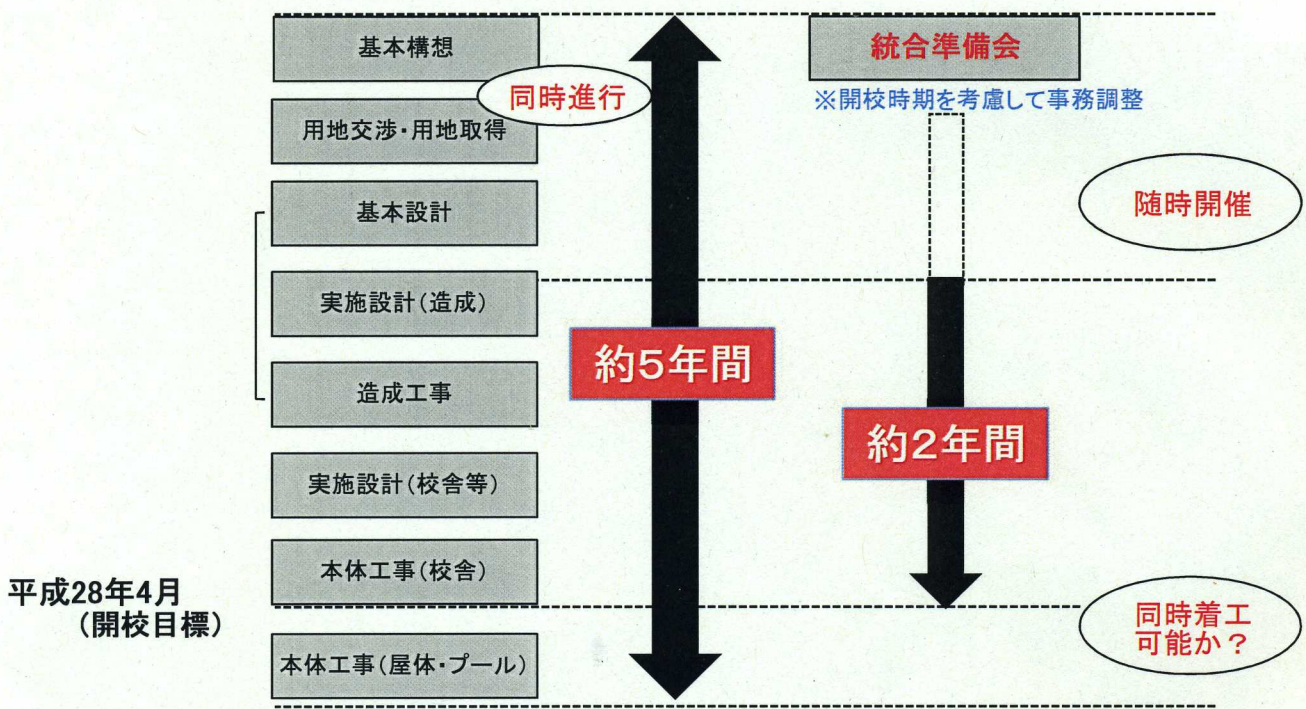 基本構想
同時進行
用地交渉・用地取得
基本設計
実施設計(造成)
造成工事
実施設計(校舎等)
本体工事(校舎)
本体工事(屋体・プール)
平成28年4月
(開校目標)
約5年間
統合準備会
※開校時期を考慮して事務調整
随時開催
約2年間
同時着工
可能か?